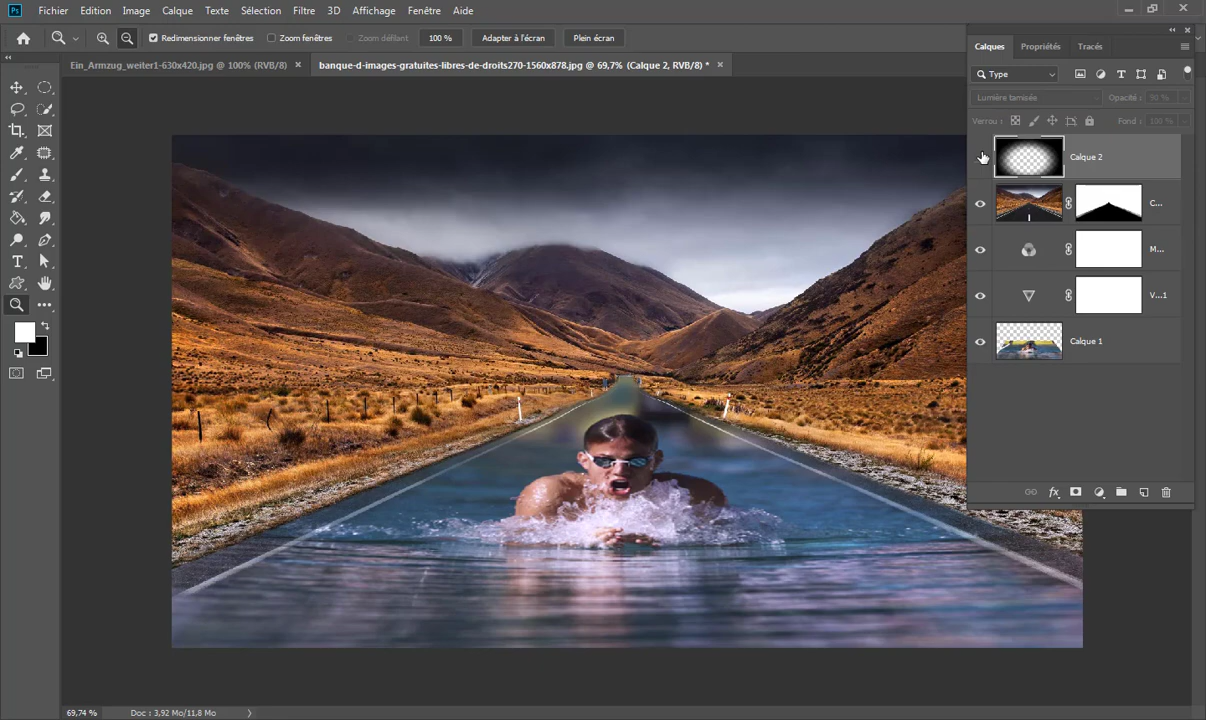 Ps Fichier Edition Image Calque Texte Sélection Filtre 3D Affichage Fenêtre Aide
Redimensionner fenêtres Zoom fenêtres Zoom défilant 100 % Adapter à l'écran Plein écran
Ein_Armzug_weiter1-630x420.jpg @ 100% (RVB/8) × banque-d-images-gratuites-libres-de-droits270-1560x878.jpg @ 69,7% (Calque 2, RVB/8) * ×
Calques Propriétés Tracés
Type
Lumière tamisée Opacité : 90 %
Verrou : Fond : 100 %
Calque 2
C...
M...
V...1
Calque 1
fx
69,74 % Doc : 3,92 Mo/11,8 Mo